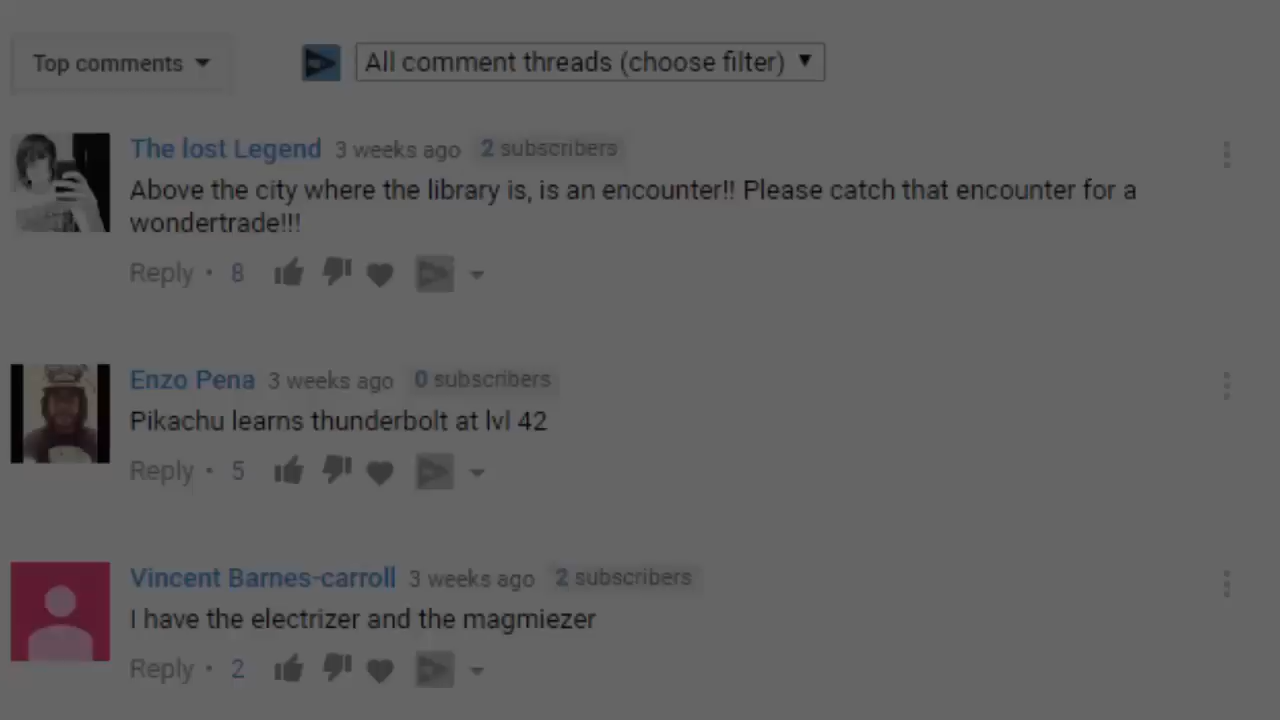 Top comments
All comment threads (choose filter)
The lost Legend 3 weeks ago 2 subscribers
Above the city where the library is, is an encounter!! Please catch that encounter for a
wondertrade!!!
Reply • 8
Enzo Pena 3 weeks ago 0 subscribers
Pikachu learns thunderbolt at lvl 42
Reply • 5
Vincent Barnes-carroll 3 weeks ago 2 subscribers
I have the electrizer and the magmiezer
Reply • 2